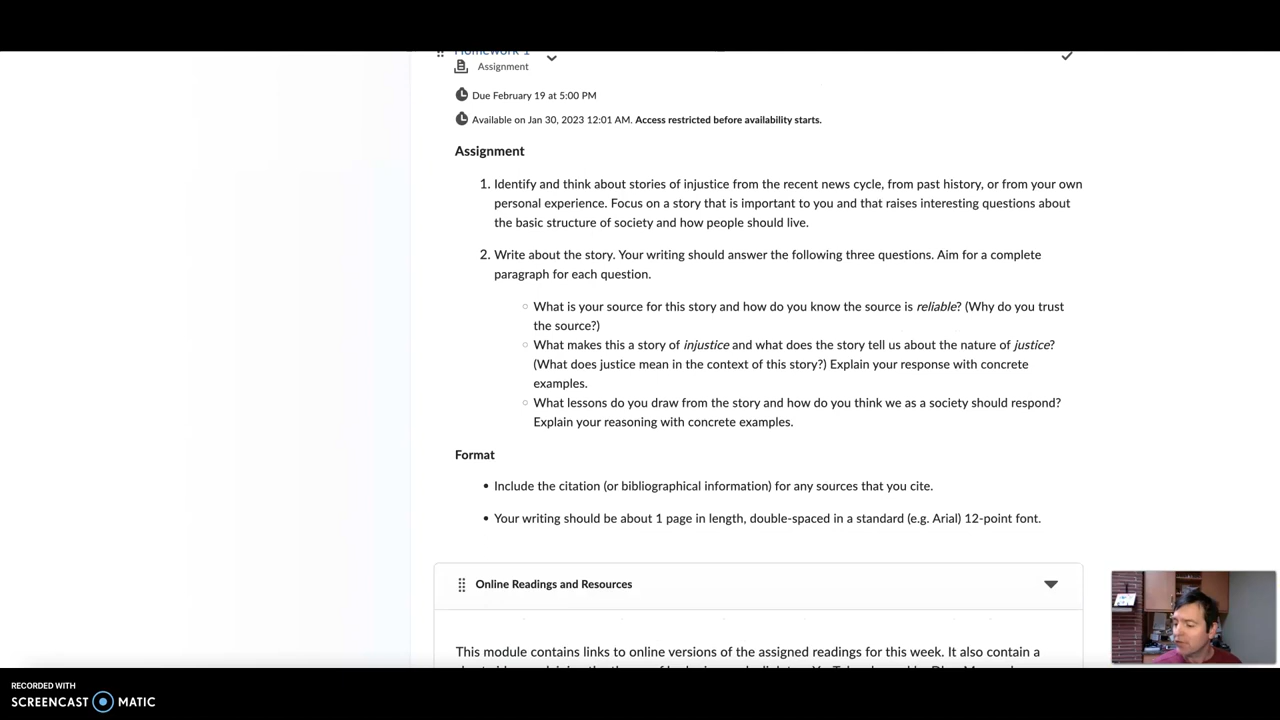 Homework 1
Assignment
Due February 19 at 5:00 PM
Available on Jan 30, 2023 12:01 AM. Access restricted before availability starts.
Assignment
1. Identify and think about stories of injustice from the recent news cycle, from past history, or from your own
personal experience. Focus on a story that is important to you and that raises interesting questions about
the basic structure of society and how people should live.
2. Write about the story. Your writing should answer the following three questions. Aim for a complete
paragraph for each question.
○ What is your source for this story and how do you know the source is reliable? (Why do you trust
the source?)
○ What makes this a story of injustice and what does the story tell us about the nature of justice?
(What does justice mean in the context of this story?) Explain your response with concrete
examples.
○ What lessons do you draw from the story and how do you think we as a society should respond?
Explain your reasoning with concrete examples.
Format
• Include the citation (or bibliographical information) for any sources that you cite.
• Your writing should be about 1 page in length, double-spaced in a standard (e.g. Arial) 12-point font.
Online Readings and Resources
This module contains links to online versions of the assigned readings for this week. It also contain a
RECORDED WITH
SCREENCAST MATIC